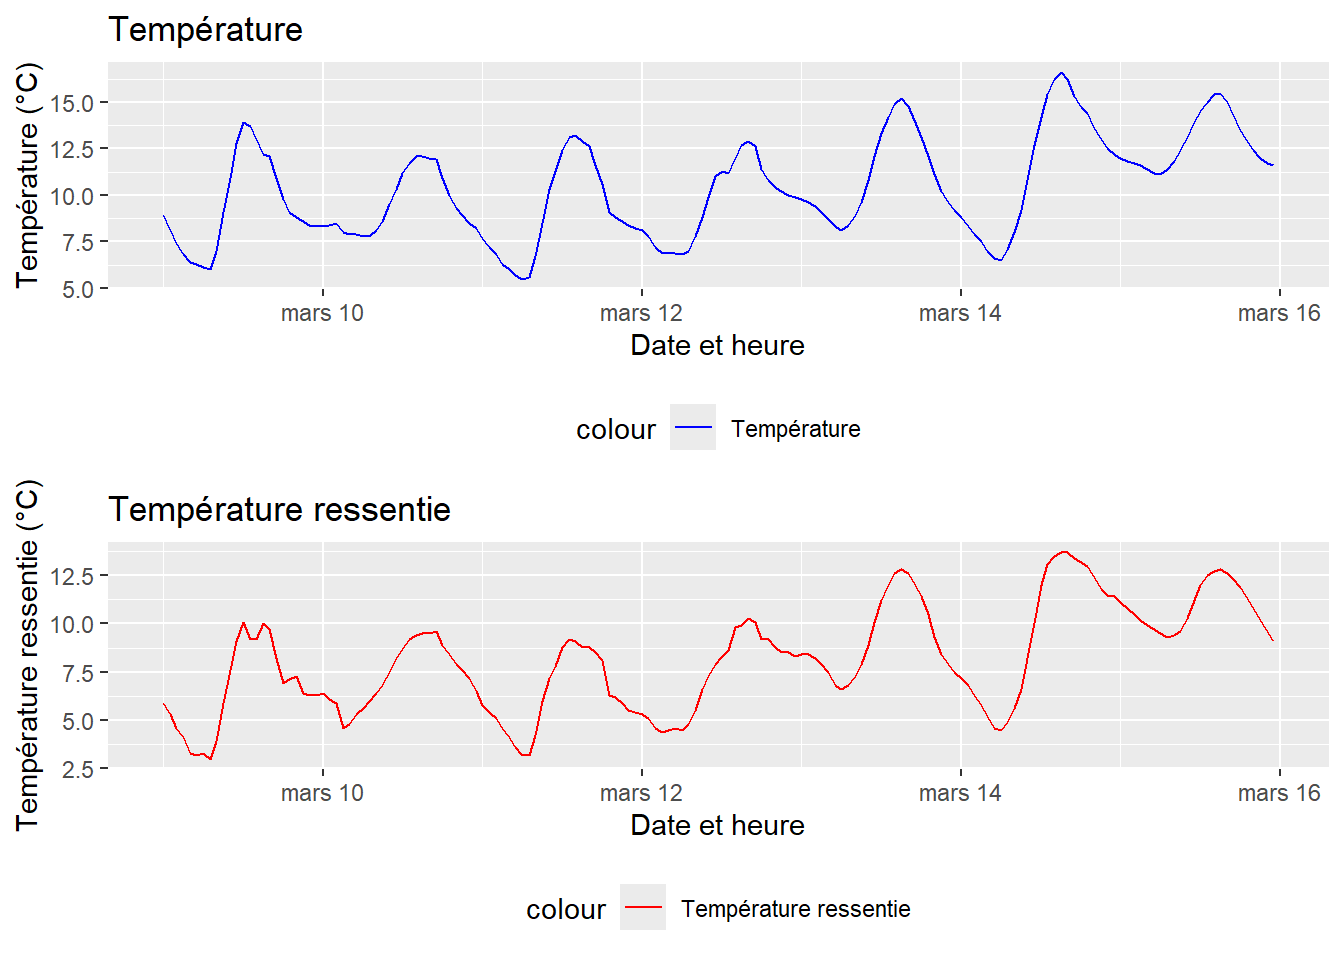 Température
Température (°C)
15.0
12.5
10.0
7.5
5.0
mars 10 mars 12 mars 14 mars 16
Date et heure
colour Température
Température ressentie
Température ressentie (°C)
12.5
10.0
7.5
5.0
2.5
mars 10 mars 12 mars 14 mars 16
Date et heure
colour Température ressentie